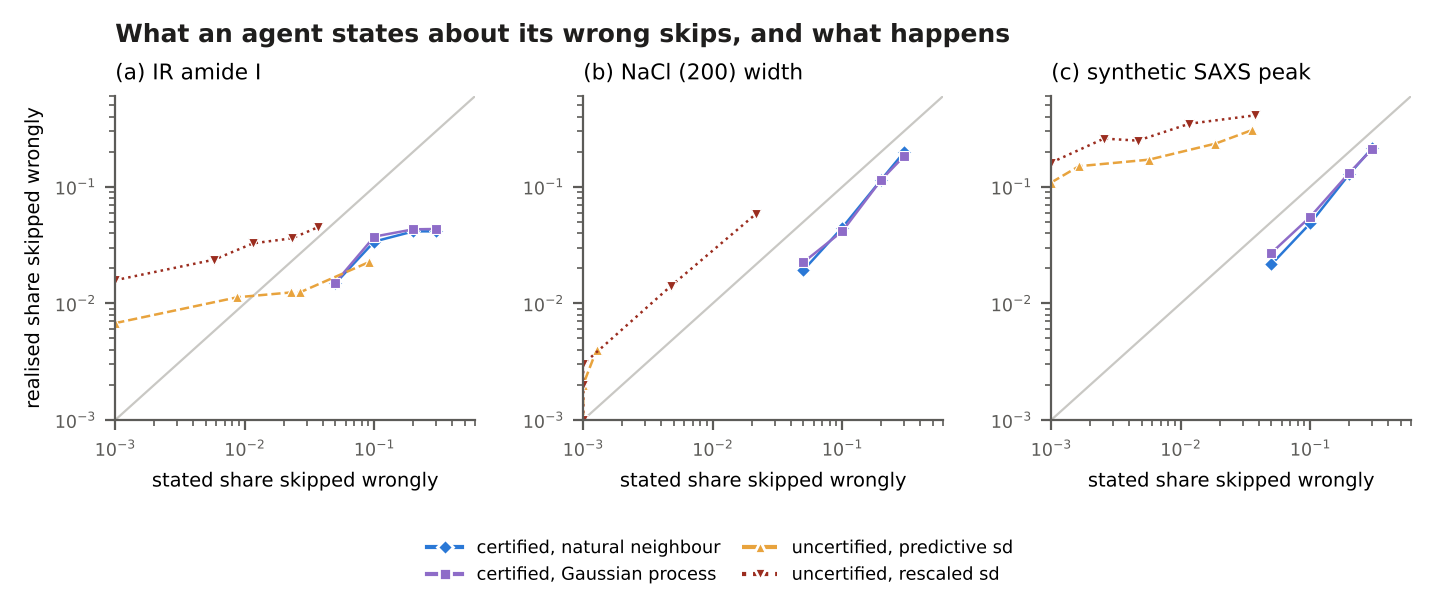 What an agent states about its wrong skips, and what happens
(a) IR amide I
(b) NaCl (200) width
(c) synthetic SAXS peak
realised share skipped wrongly
10⁻¹
10⁻²
10⁻³
10⁻¹
10⁻²
10⁻³
10⁻¹
10⁻²
10⁻³
10⁻³ 10⁻² 10⁻¹
10⁻³ 10⁻² 10⁻¹
10⁻³ 10⁻² 10⁻¹
stated share skipped wrongly
stated share skipped wrongly
stated share skipped wrongly
certified, natural neighbour
certified, Gaussian process
uncertified, predictive sd
uncertified, rescaled sd